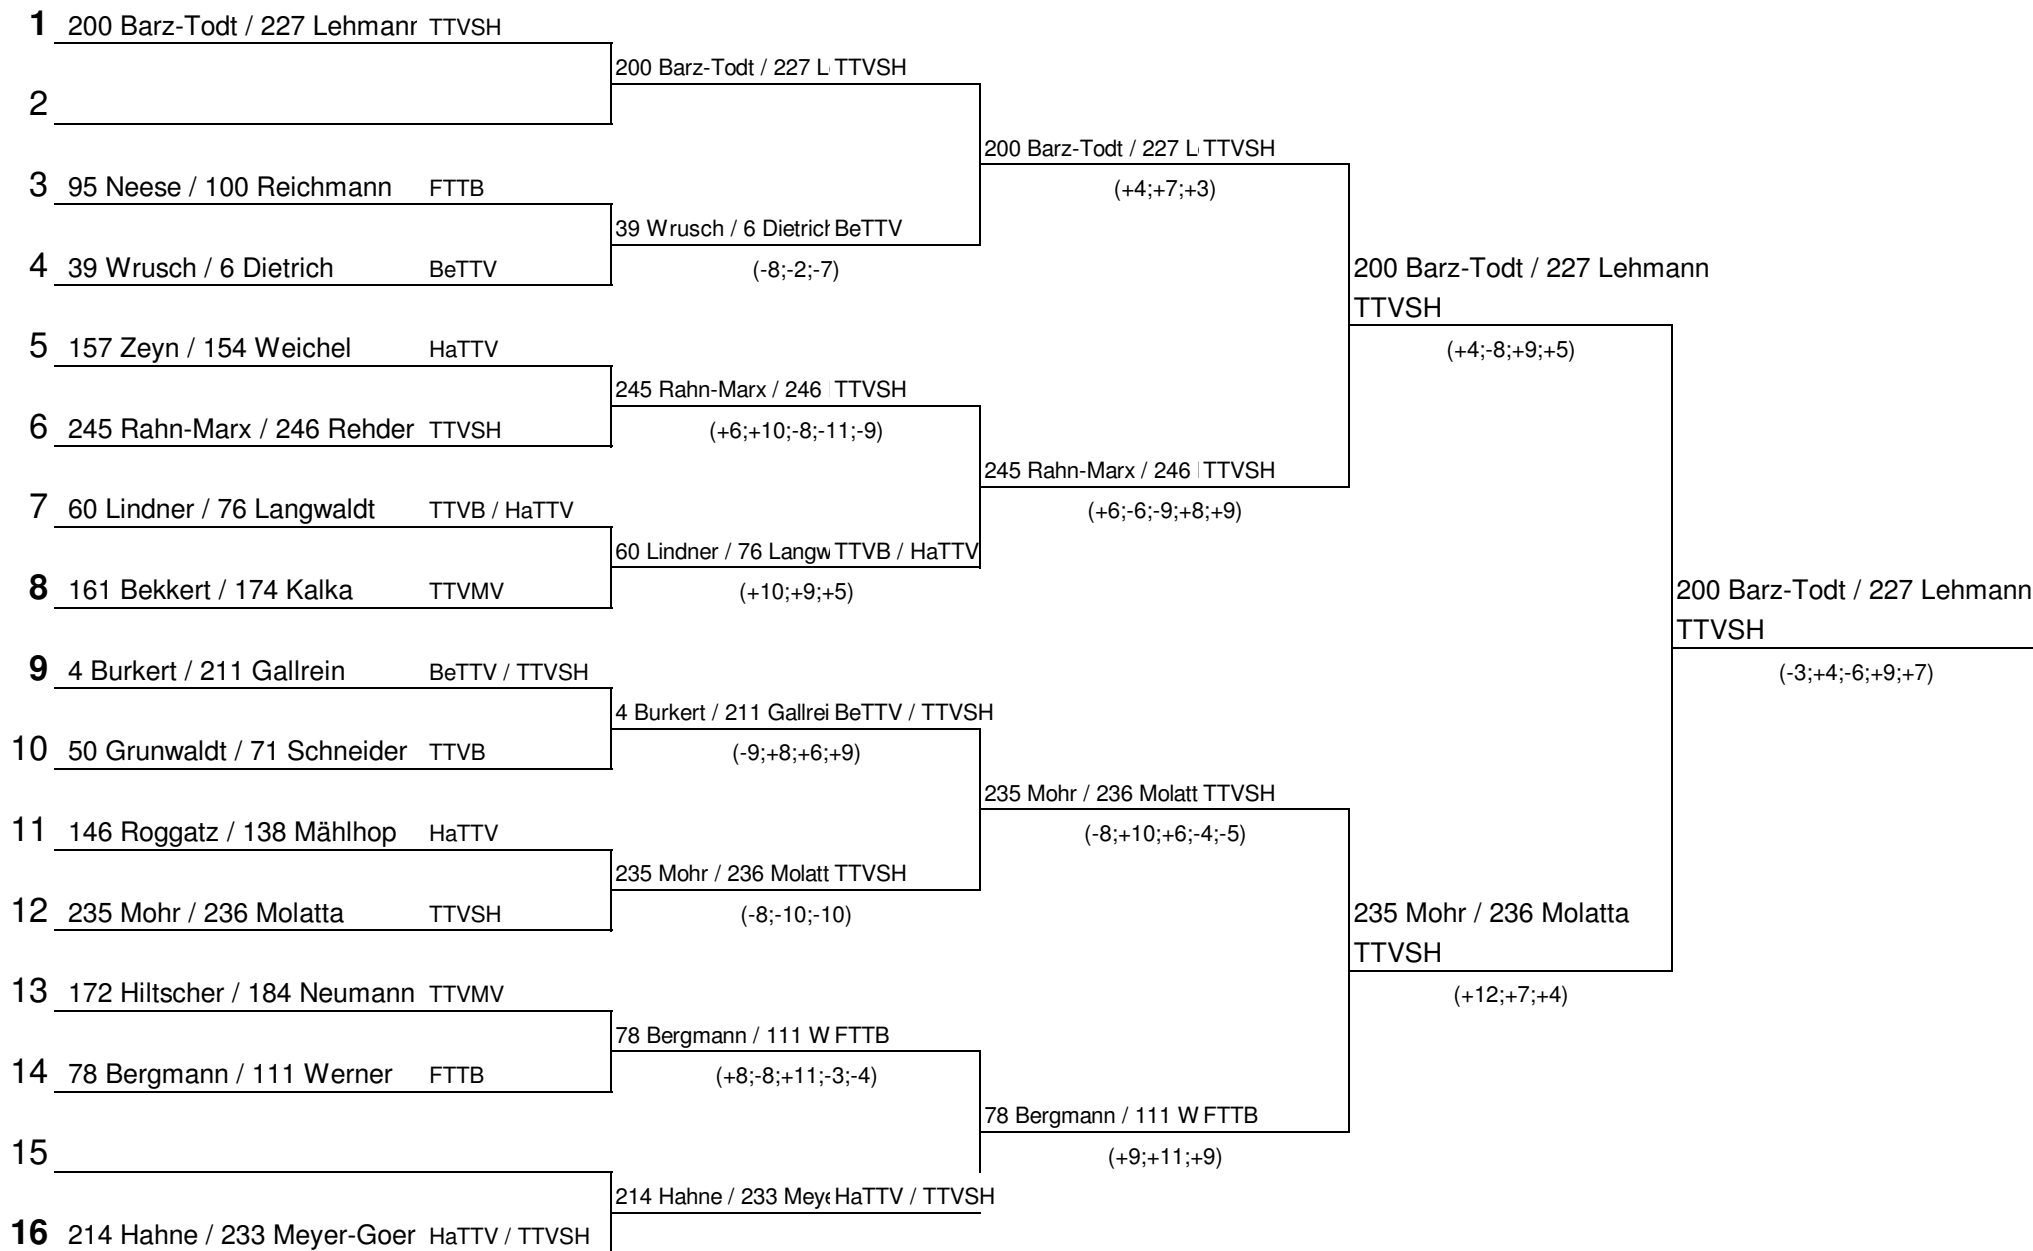 1 200 Barz-Todt / 227 Lehmann TTVSH
200 Barz-Todt / 227 L TTVSH
2
200 Barz-Todt / 227 L TTVSH
3 95 Neese / 100 Reichmann FTTB
(+4;+7;+3)
39 Wrusch / 6 Dietrich BeTTV
4 39 Wrusch / 6 Dietrich BeTTV
(-8;-2;-7)
200 Barz-Todt / 227 Lehmann
TTVSH
5 157 Zeyn / 154 Weichel HaTTV
(+4;-8;+9;+5)
245 Rahn-Marx / 246 TTVSH
6 245 Rahn-Marx / 246 Rehder TTVSH
(+6;+10;-8;-11;-9)
245 Rahn-Marx / 246 TTVSH
7 60 Lindner / 76 Langwaldt TTVB / HaTTV
(+6;-6;-9;+8;+9)
60 Lindner / 76 Langw TTVB / HaTTV
8 161 Bekkert / 174 Kalka TTVMV
(+10;+9;+5)
200 Barz-Todt / 227 Lehmann
TTVSH
9 4 Burkert / 211 Gallrein BeTTV / TTVSH
(-3;+4;-6;+9;+7)
4 Burkert / 211 Gallrei BeTTV / TTVSH
10 50 Grunwaldt / 71 Schneider TTVB
(-9;+8;+6;+9)
235 Mohr / 236 Molatt TTVSH
11 146 Roggatz / 138 Mählhop HaTTV
(-8;+10;+6;-4;-5)
235 Mohr / 236 Molatt TTVSH
12 235 Mohr / 236 Molatta TTVSH
(-8;-10;-10)
235 Mohr / 236 Molatta
TTVSH
13 172 Hiltscher / 184 Neumann TTVMV
(+12;+7;+4)
78 Bergmann / 111 W FTTB
14 78 Bergmann / 111 Werner FTTB
(+8;-8;+11;-3;-4)
78 Bergmann / 111 W FTTB
15
(+9;+11;+9)
214 Hahne / 233 Meye HaTTV / TTVSH
16 214 Hahne / 233 Meyer-Goer HaTTV / TTVSH